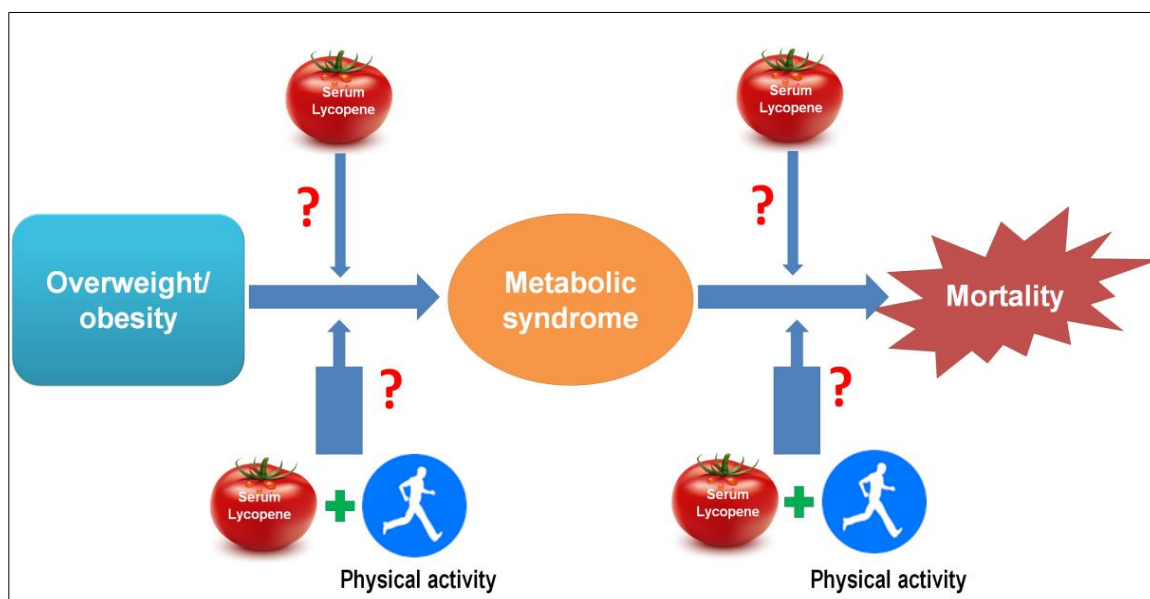 Serum
Lycopene
Serum
Lycopene
?
?
Overweight/
obesity
Metabolic
syndrome
Mortality
?
?
Serum
Lycopene
+
Serum
Lycopene
+
Physical activity
Physical activity